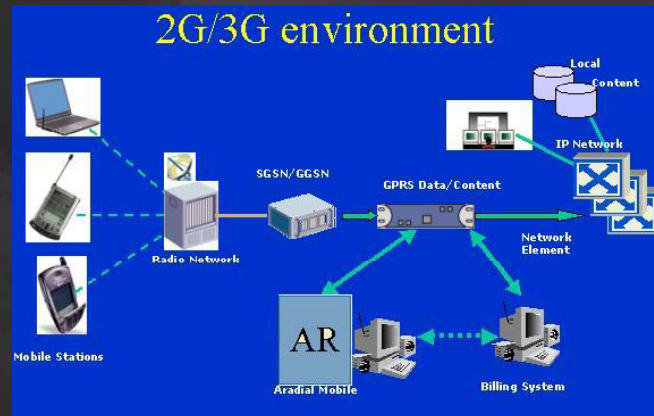 2G/3G environment
Local
Content
IP Network
SGSN/GGSN
GPRS Data/Content
Network
Element
Radio Network
Mobile Stations
AR
Aradial Mobile
Billing System